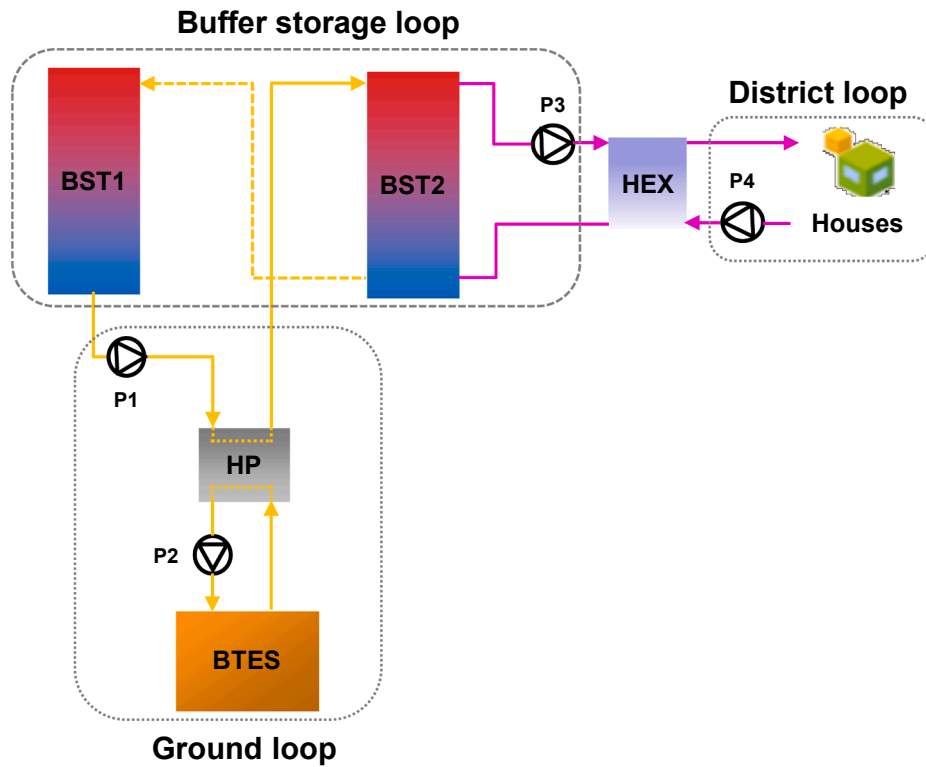 Buffer storage loop
BST1
BST2
P3
HEX
District loop
P4
Houses
P1
HP
P2
BTES
Ground loop